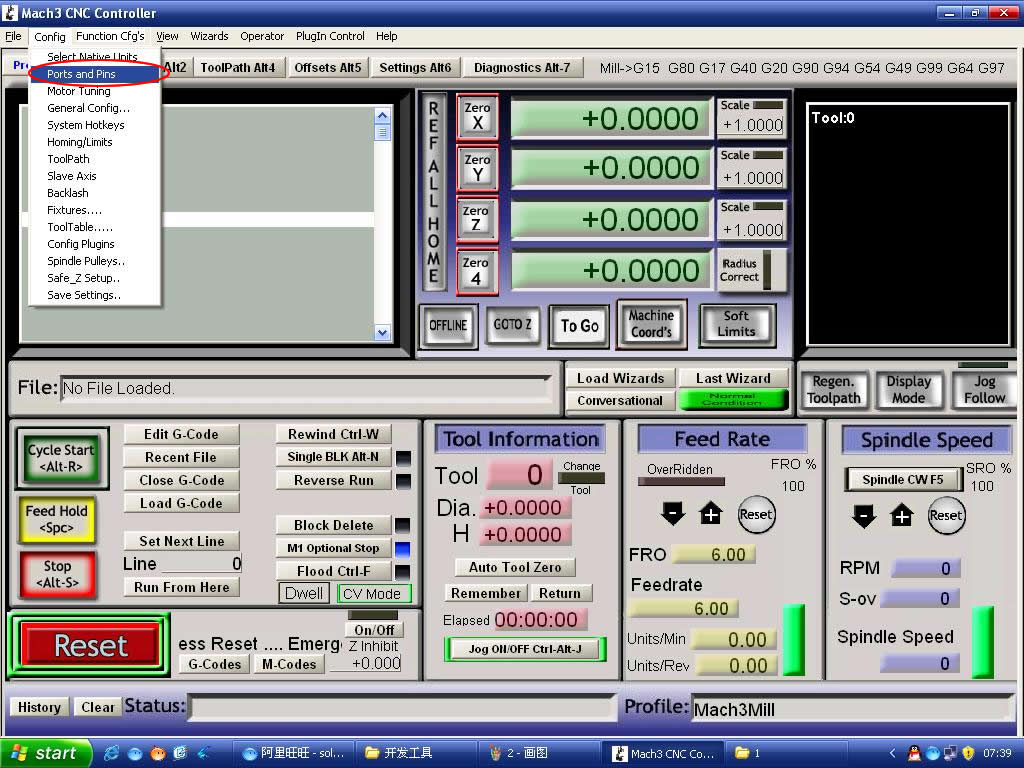 Mach3 CNC Controller
File Config Function Cfg's View Wizards Operator PlugIn Control Help
Select Native Units
Ports and Pins
Motor Tuning
General Config...
System Hotkeys
Homing/Limits
ToolPath
Slave Axis
Backlash
Fixtures....
ToolTable.....
Config Plugins
Spindle Pulleys..
Safe_Z Setup..
Save Settings..
Alt2 ToolPath Alt4 Offsets Alt5 Settings Alt6 Diagnostics Alt-7 Mill->G15 G80 G17 G40 G20 G90 G94 G54 G49 G99 G64 G97
REF ALL HOME
Zero X +0.0000 Scale +1.0000
Zero Y +0.0000 Scale +1.0000
Zero Z +0.0000 Scale +1.0000
Zero 4 +0.0000 Radius Correct
OFFLINE GOTO Z To Go Machine Coord's Soft Limits
Tool:0
File: No File Loaded.
Load Wizards Last Wizard
Conversational Normal Condition
Regen. Toolpath Display Mode Jog Follow
Cycle Start <Alt-R>
Feed Hold <Spc>
Stop <Alt-S>
Edit G-Code
Recent File
Close G-Code
Load G-Code
Set Next Line
Line 0
Run From Here
Rewind Ctrl-W
Single BLK Alt-N
Reverse Run
Block Delete
M1 Optional Stop
Flood Ctrl-F
Dwell CV Mode
Reset
ess Reset .... Emerg
G-Codes M-Codes
On/Off
Z Inhibit
+0.000
Tool Information
Tool 0 Change Tool
Dia. +0.0000
H +0.0000
Auto Tool Zero
Remember Return
Elapsed 00:00:00
Jog ON/OFF Ctrl-Alt-J
Feed Rate
OverRidden FRO %
100
Reset
FRO 6.00
Feedrate
6.00
Units/Min 0.00
Units/Rev 0.00
Spindle Speed
Spindle CW F5 SRO %
100
Reset
RPM 0
S-ov 0
Spindle Speed
0
History Clear Status: Profile: Mach3Mill
start 阿里旺旺 - sol... 开发工具 2 - 画图 Mach3 CNC Co... 1 07:39